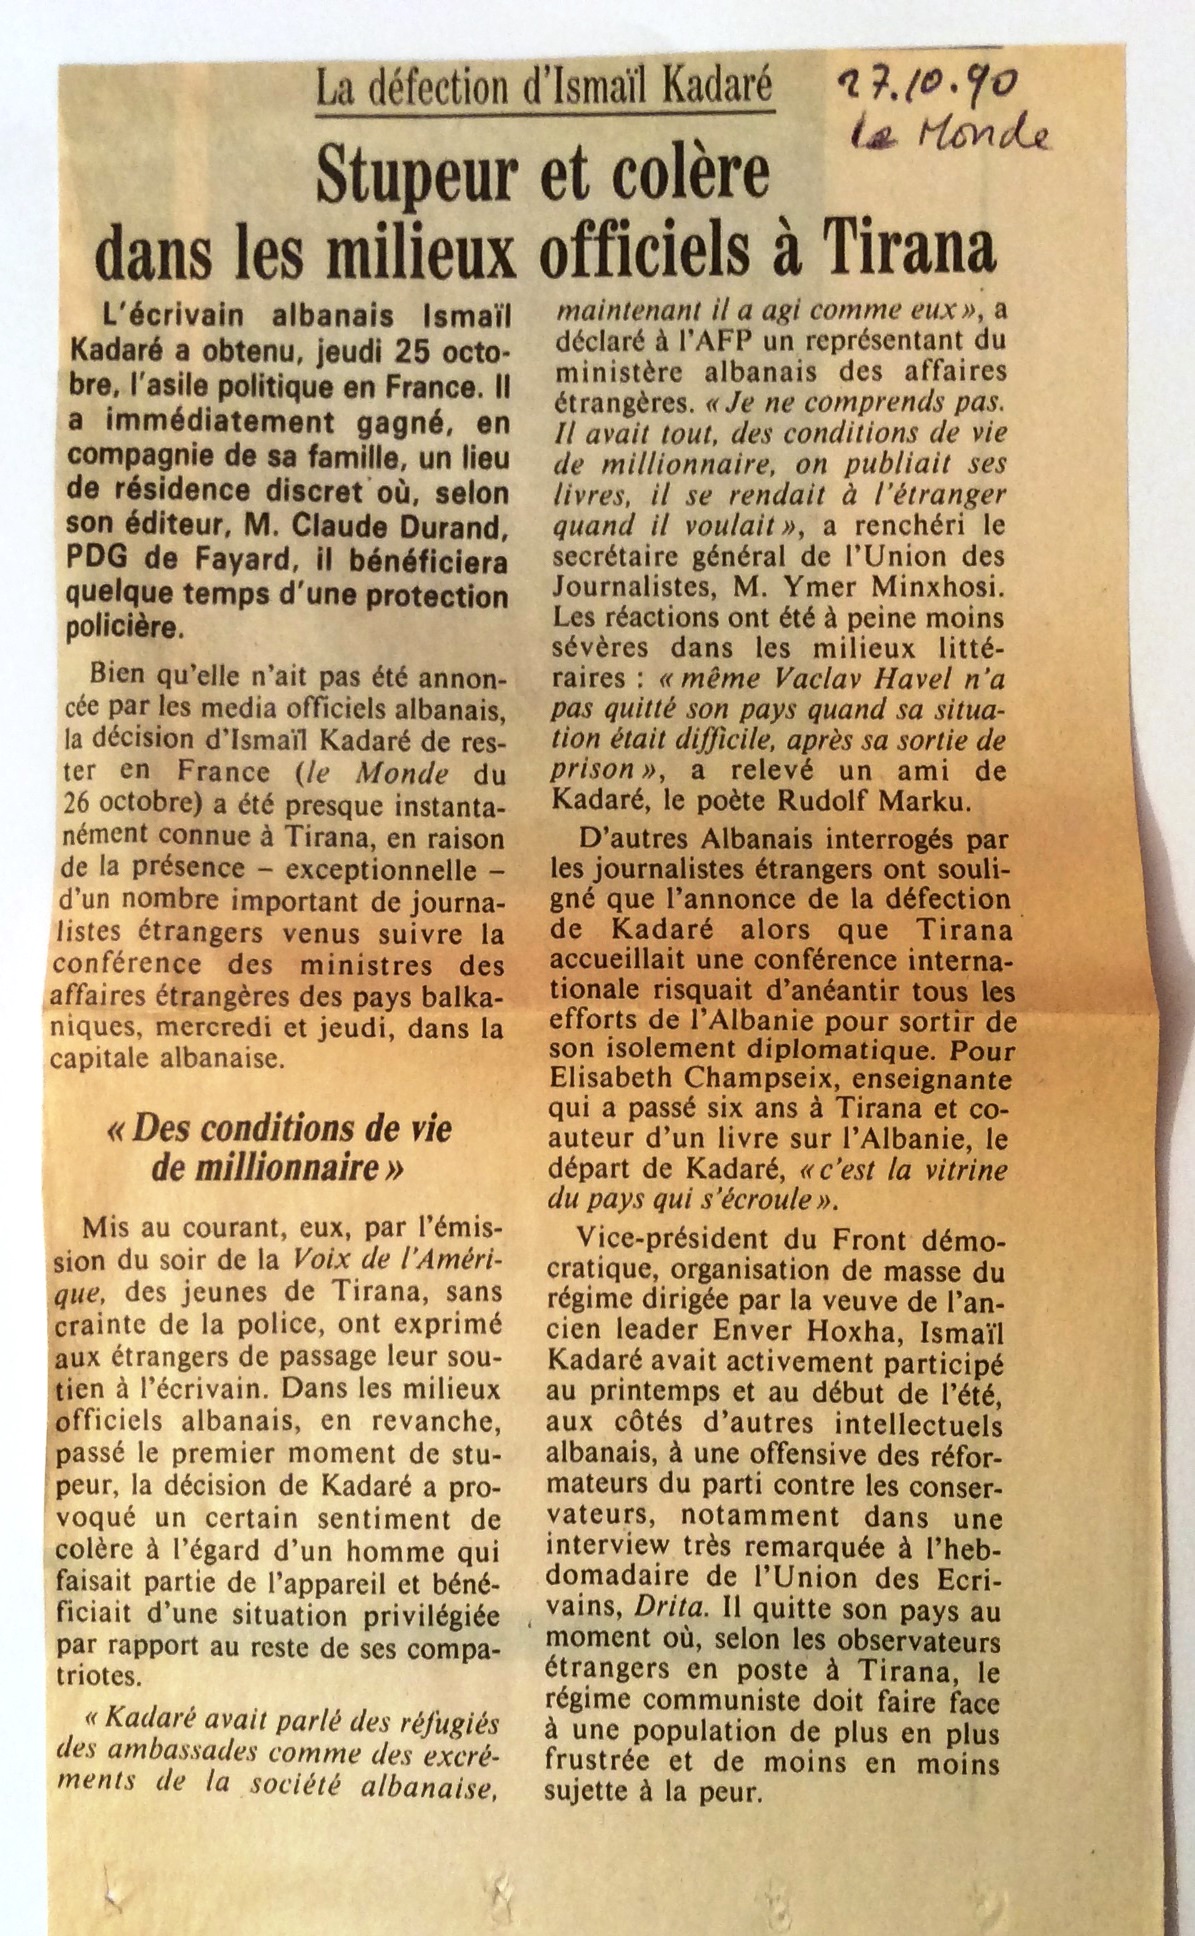 La défection d'Ismaïl Kadaré
27.10.90
le Monde
Stupeur et colère
dans les milieux officiels à Tirana
L'écrivain albanais Ismaïl
Kadaré a obtenu, jeudi 25 octo-
bre, l'asile politique en France. Il
a immédiatement gagné, en
compagnie de sa famille, un lieu
de résidence discret où, selon
son éditeur, M. Claude Durand,
PDG de Fayard, il bénéficiera
quelque temps d'une protection
policière.
Bien qu'elle n'ait pas été annon-
cée par les media officiels albanais,
la décision d'Ismaïl Kadaré de res-
ter en France (le Monde du
26 octobre) a été presque instanta-
nément connue à Tirana, en raison
de la présence – exceptionnelle –
d'un nombre important de journa-
listes étrangers venus suivre la
conférence des ministres des
affaires étrangères des pays balka-
niques, mercredi et jeudi, dans la
capitale albanaise.
« Des conditions de vie
de millionnaire »
Mis au courant, eux, par l'émis-
sion du soir de la Voix de l'Améri-
que, des jeunes de Tirana, sans
crainte de la police, ont exprimé
aux étrangers de passage leur sou-
tien à l'écrivain. Dans les milieux
officiels albanais, en revanche,
passé le premier moment de stu-
peur, la décision de Kadaré a pro-
voqué un certain sentiment de
colère à l'égard d'un homme qui
faisait partie de l'appareil et béné-
ficiait d'une situation privilégiée
par rapport au reste de ses compa-
triotes.
« Kadaré avait parlé des réfugiés
des ambassades comme des excré-
ments de la société albanaise,
maintenant il a agi comme eux », a
déclaré à l'AFP un représentant du
ministère albanais des affaires
étrangères. « Je ne comprends pas.
Il avait tout, des conditions de vie
de millionnaire, on publiait ses
livres, il se rendait à l'étranger
quand il voulait », a renchéri le
secrétaire général de l'Union des
Journalistes, M. Ymer Minxhosi.
Les réactions ont été à peine moins
sévères dans les milieux litté-
raires : « même Vaclav Havel n'a
pas quitté son pays quand sa situa-
tion était difficile, après sa sortie de
prison », a relevé un ami de
Kadaré, le poète Rudolf Marku.
D'autres Albanais interrogés par
les journalistes étrangers ont souli-
gné que l'annonce de la défection
de Kadaré alors que Tirana
accueillait une conférence interna-
tionale risquait d'anéantir tous les
efforts de l'Albanie pour sortir de
son isolement diplomatique. Pour
Elisabeth Champseix, enseignante
qui a passé six ans à Tirana et co-
auteur d'un livre sur l'Albanie, le
départ de Kadaré, « c'est la vitrine
du pays qui s'écroule ».
Vice-président du Front démo-
cratique, organisation de masse du
régime dirigée par la veuve de l'an-
cien leader Enver Hoxha, Ismaïl
Kadaré avait activement participé
au printemps et au début de l'été,
aux côtés d'autres intellectuels
albanais, à une offensive des réfor-
mateurs du parti contre les conser-
vateurs, notamment dans une
interview très remarquée à l'heb-
domadaire de l'Union des Ecri-
vains, Drita. Il quitte son pays au
moment où, selon les observateurs
étrangers en poste à Tirana, le
régime communiste doit faire face
à une population de plus en plus
frustrée et de moins en moins
sujette à la peur.